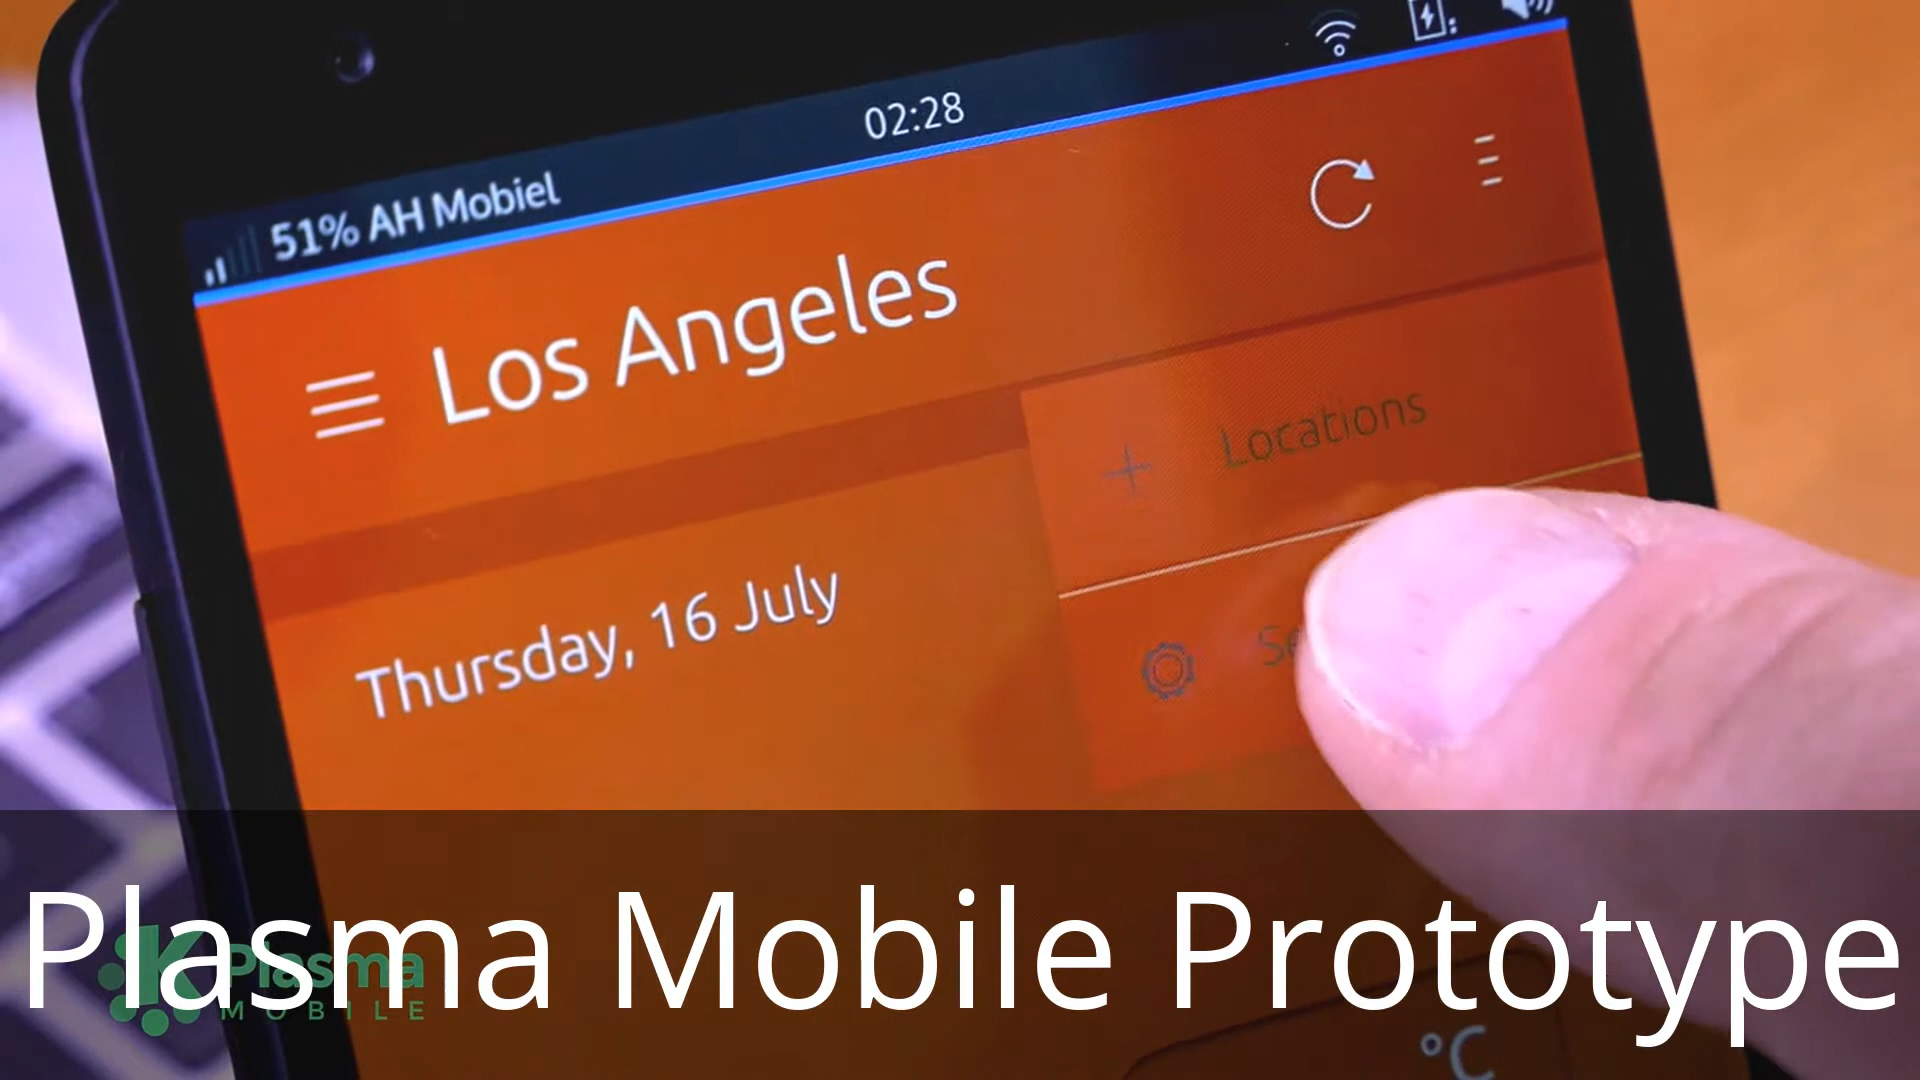 02:28
51% AH Mobiel
Los Angeles
Locations
Thursday, 16 July
Plasma Mobile Prototype
Plasma
MOBILE
°C